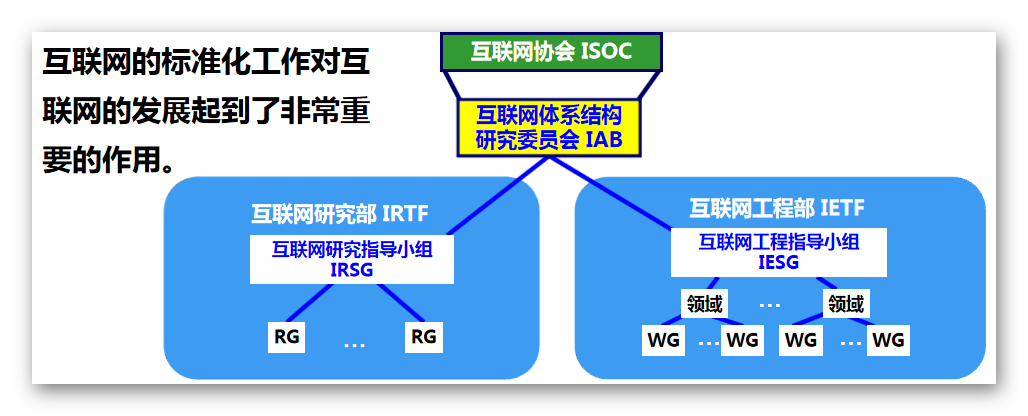 互联网的标准化工作对互
联网的发展起到了非常重
要的作用。
互联网协会 ISOC
互联网体系结构
研究委员会 IAB
互联网研究部 IRTF
互联网研究指导小组
IRSG
RG … RG
互联网工程部 IETF
互联网工程指导小组
IESG
领域 … 领域
WG … WG WG … WG